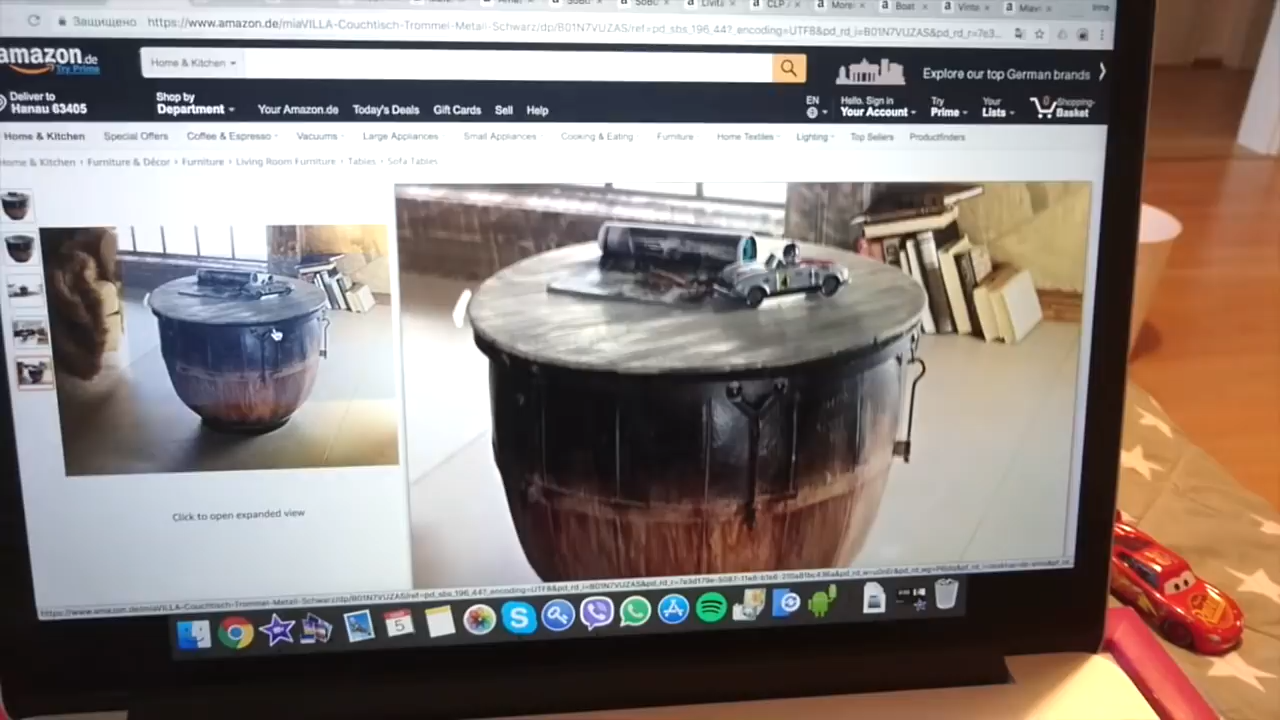 Защищено https://www.amazon.de/miaVILLA-Couchtisch-Trommel-Metall-Schwarz/dp/B01N7VUZAS/ref=pd_sbs_196_44?_encoding=UTF8&pd_rd_i=B01N7VUZAS&pd_rd_r=7e3...
amazon.de
Try Prime
Home & Kitchen
Explore our top German brands
Deliver to
Hanau 63405
Shop by
Department
Your Amazon.de
Today's Deals
Gift Cards
Sell
Help
EN
Hello. Sign in
Your Account
Try
Prime
Your
Lists
0
Shopping-
Basket
Home & Kitchen
Special Offers
Coffee & Espresso
Vacuums
Large Appliances
Small Appliances
Cooking & Eating
Furniture
Home Textiles
Lighting
Top Sellers
Productfinders
Home & Kitchen › Furniture & Décor › Furniture › Living Room Furniture › Tables › Sofa Tables
Click to open expanded view
5